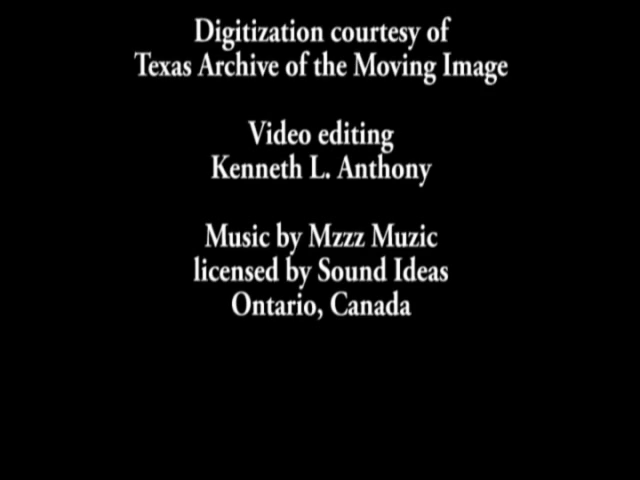 Digitization courtesy of
Texas Archive of the Moving Image
Video editing
Kenneth L. Anthony
Music by Mzzz Muzic
licensed by Sound Ideas
Ontario, Canada